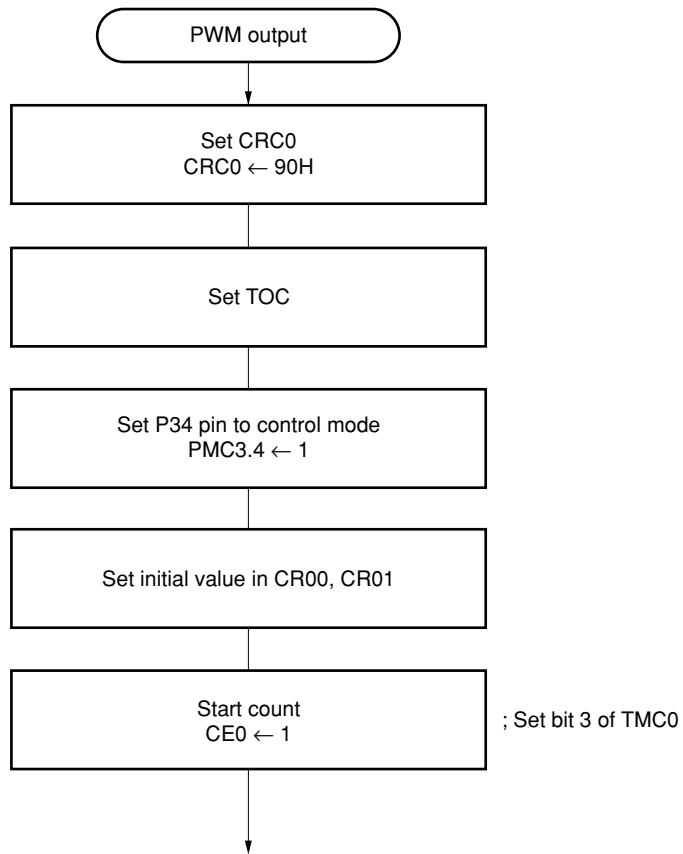 PWM output
Set CRC0
CRC0 ← 90H
Set TOC
Set P34 pin to control mode
PMC3.4 ← 1
Set initial value in CR00, CR01
Start count
CE0 ← 1
; Set bit 3 of TMC0